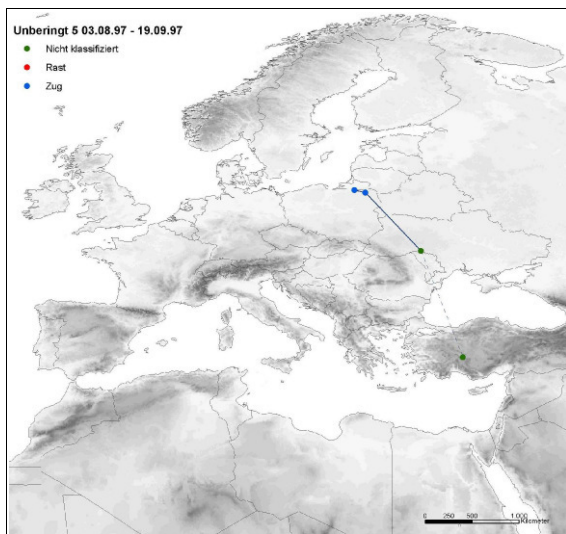 Unberingt 5 03.08.97 - 19.09.97
Nicht klassifiziert
Rast
Zug
0 250 500 1.000
Kilometer